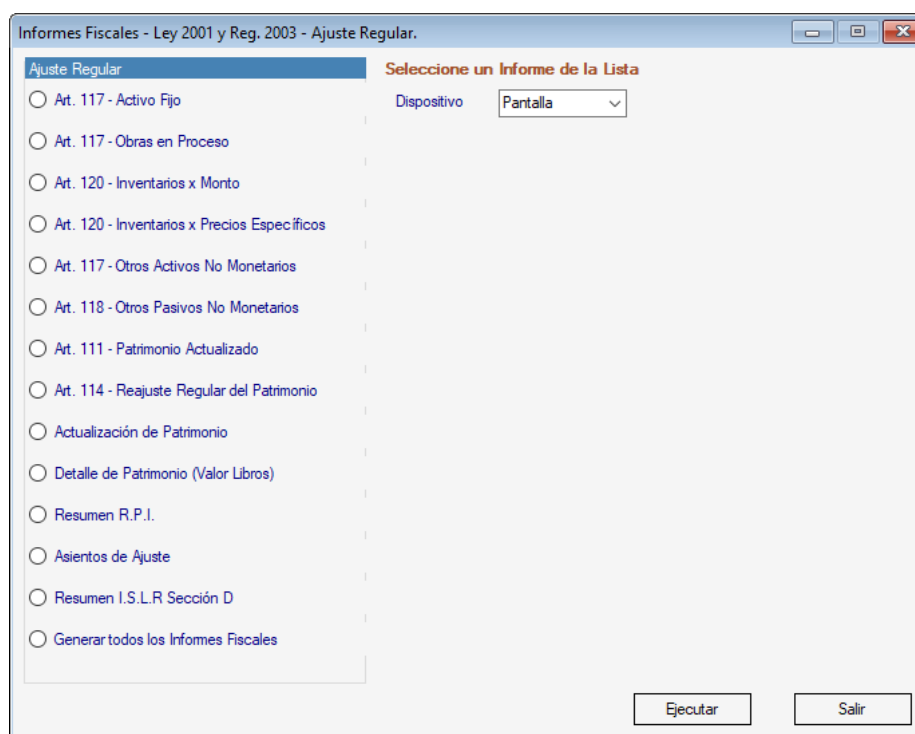 Informes Fiscales - Ley 2001 y Reg. 2003 - Ajuste Regular.
Ajuste Regular
Art. 117 - Activo Fijo
Art. 117 - Obras en Proceso
Art. 120 - Inventarios x Monto
Art. 120 - Inventarios x Precios Específicos
Art. 117 - Otros Activos No Monetarios
Art. 118 - Otros Pasivos No Monetarios
Art. 111 - Patrimonio Actualizado
Art. 114 - Reajuste Regular del Patrimonio
Actualización de Patrimonio
Detalle de Patrimonio (Valor Libros)
Resumen R.P.I.
Asientos de Ajuste
Resumen I.S.L.R Sección D
Generar todos los Informes Fiscales
Seleccione un Informe de la Lista
Dispositivo Pantalla
Ejecutar Salir